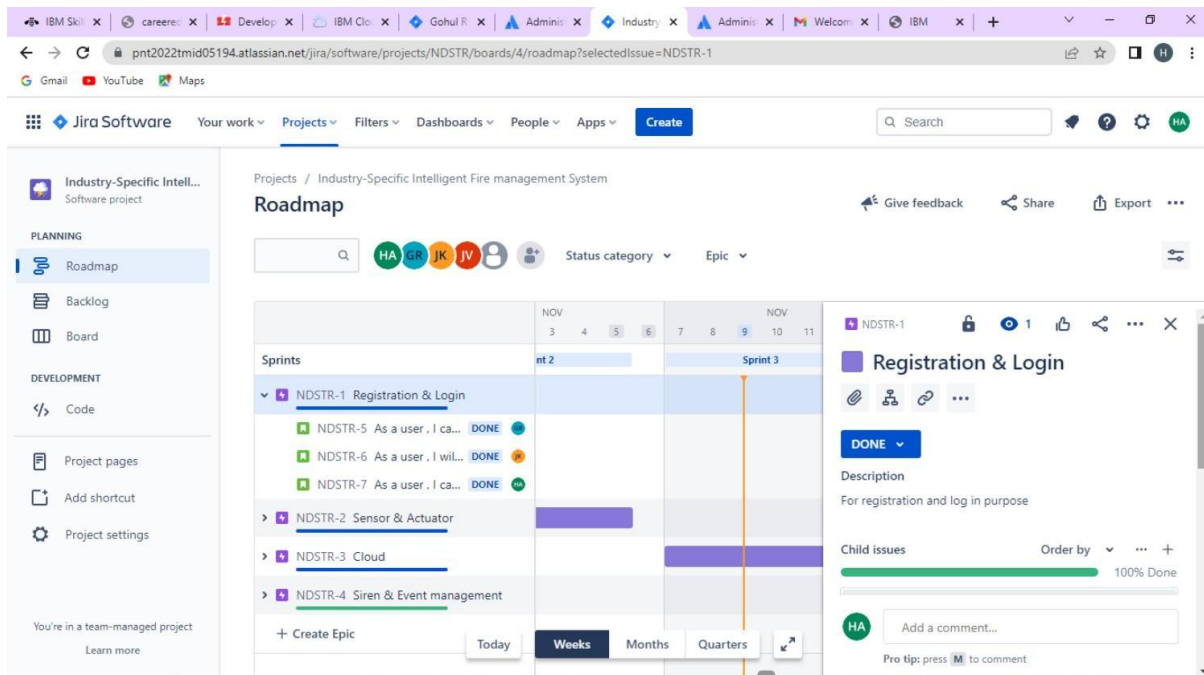 IBM Skil
careerec
Develop
IBM Clo
Gohul R
Adminis
Industry
Adminis
Welcom
IBM
pnt2022tmid05194.atlassian.net/jira/software/projects/NDSTR/boards/4/roadmap?selectedIssue=NDSTR-1
H
Gmail YouTube Maps
Jira Software Your work Projects Filters Dashboards People Apps Create Search HA
Industry-Specific Intell...
Software project
PLANNING
Roadmap
Backlog
Board
DEVELOPMENT
Code
Project pages
Add shortcut
Project settings
You're in a team-managed project
Learn more
Projects / Industry-Specific Intelligent Fire management System
Roadmap
Give feedback Share Export
HA GR JK JV Status category Epic
NOV NOV
3 4 5 6 7 8 9 10 11
Sprints nt 2 Sprint 3
NDSTR-1 Registration & Login
NDSTR-5 As a user , I ca... DONE GR
NDSTR-6 As a user , I wil... DONE JK
NDSTR-7 As a user , I ca... DONE HA
NDSTR-2 Sensor & Actuator
NDSTR-3 Cloud
NDSTR-4 Siren & Event management
+ Create Epic
Today Weeks Months Quarters
NDSTR-1 1
Registration & Login
DONE
Description
For registration and log in purpose
Child issues Order by
100% Done
HA Add a comment...
Pro tip: press M to comment